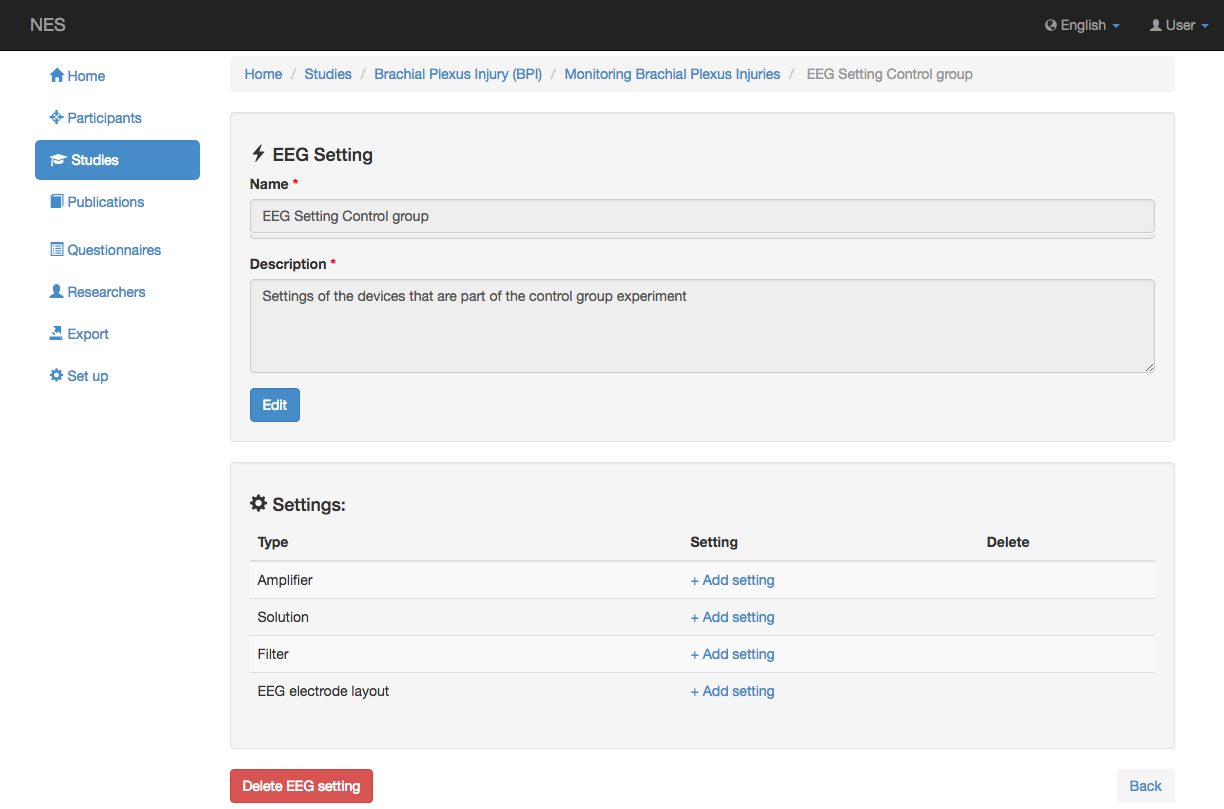 NES English User
Home
Participants
Studies
Publications
Questionnaires
Researchers
Export
Set up
Home / Studies / Brachial Plexus Injury (BPI) / Monitoring Brachial Plexus Injuries / EEG Setting Control group
EEG Setting
Name *
EEG Setting Control group
Description *
Settings of the devices that are part of the control group experiment
Edit
Settings:
Type Setting Delete
Amplifier + Add setting
Solution + Add setting
Filter + Add setting
EEG electrode layout + Add setting
Delete EEG setting Back